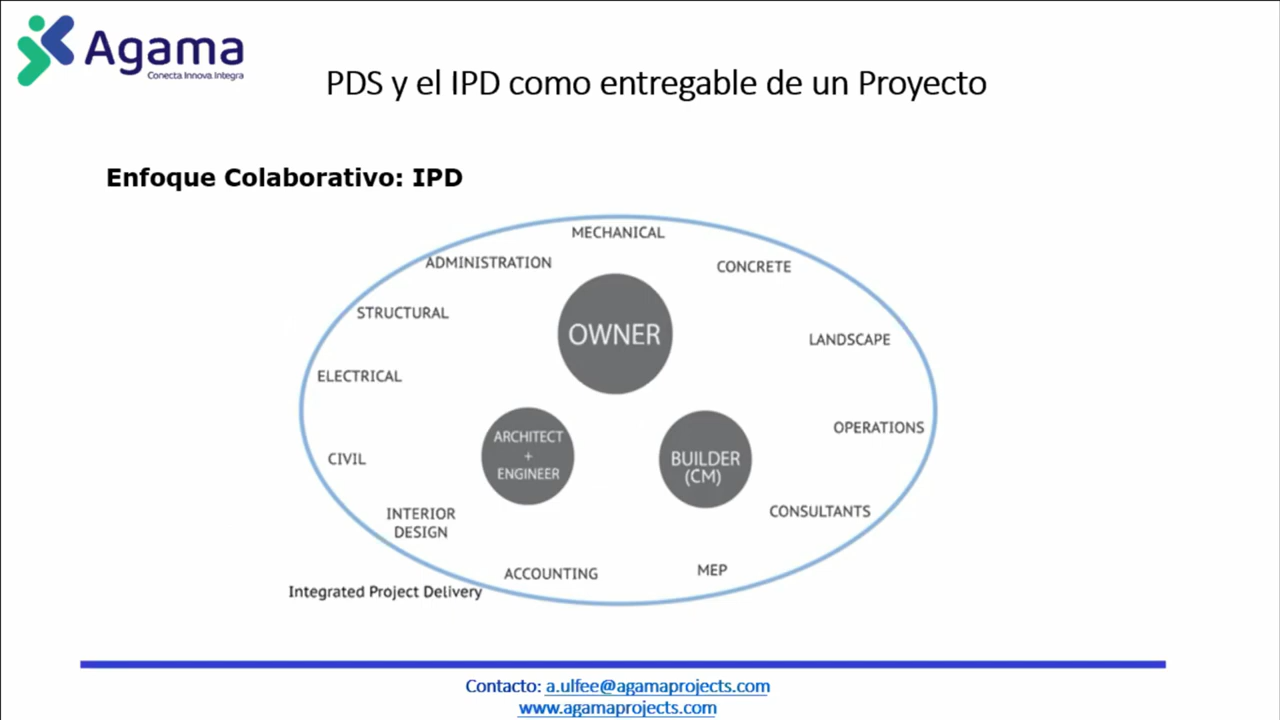 Agama
Conecta.Innova.Integra
PDS y el IPD como entregable de un Proyecto
Enfoque Colaborativo: IPD
MECHANICAL
ADMINISTRATION
CONCRETE
STRUCTURAL
OWNER
LANDSCAPE
ELECTRICAL
OPERATIONS
ARCHITECT
+
ENGINEER
BUILDER
(CM)
CIVIL
INTERIOR
DESIGN
CONSULTANTS
ACCOUNTING
MEP
Integrated Project Delivery
Contacto: a.ulfee@agamaprojects.com
www.agamaprojects.com